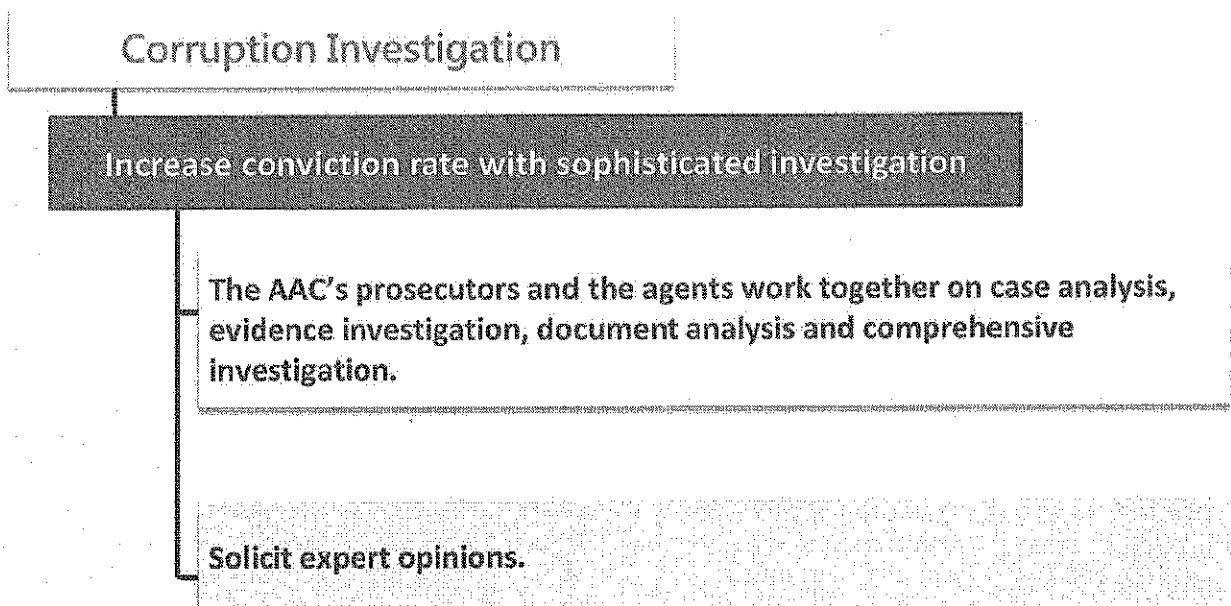 Corruption Investigation
Increase conviction rate with sophisticated investigation
The AAC's prosecutors and the agents work together on case analysis,
evidence investigation, document analysis and comprehensive
investigation.
Solicit expert opinions.